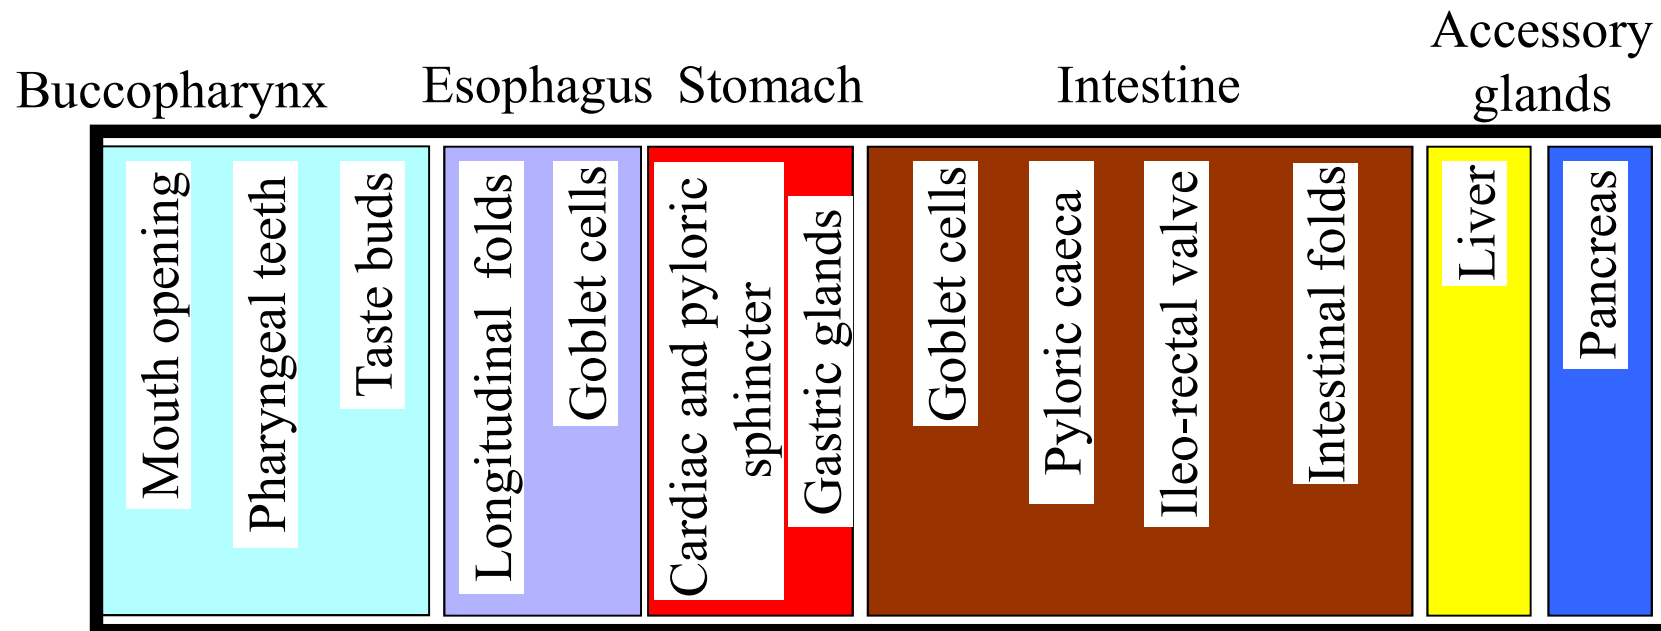 Buccopharynx
Esophagus
Stomach
Intestine
Accessory
glands
Mouth opening
Pharyngeal teeth
Taste buds
Longitudinal folds
Goblet cells
Cardiac and pyloric
sphincter
Gastric glands
Goblet cells
Pyloric caeca
Ileo-rectal valve
Intestinal folds
Liver
Pancreas